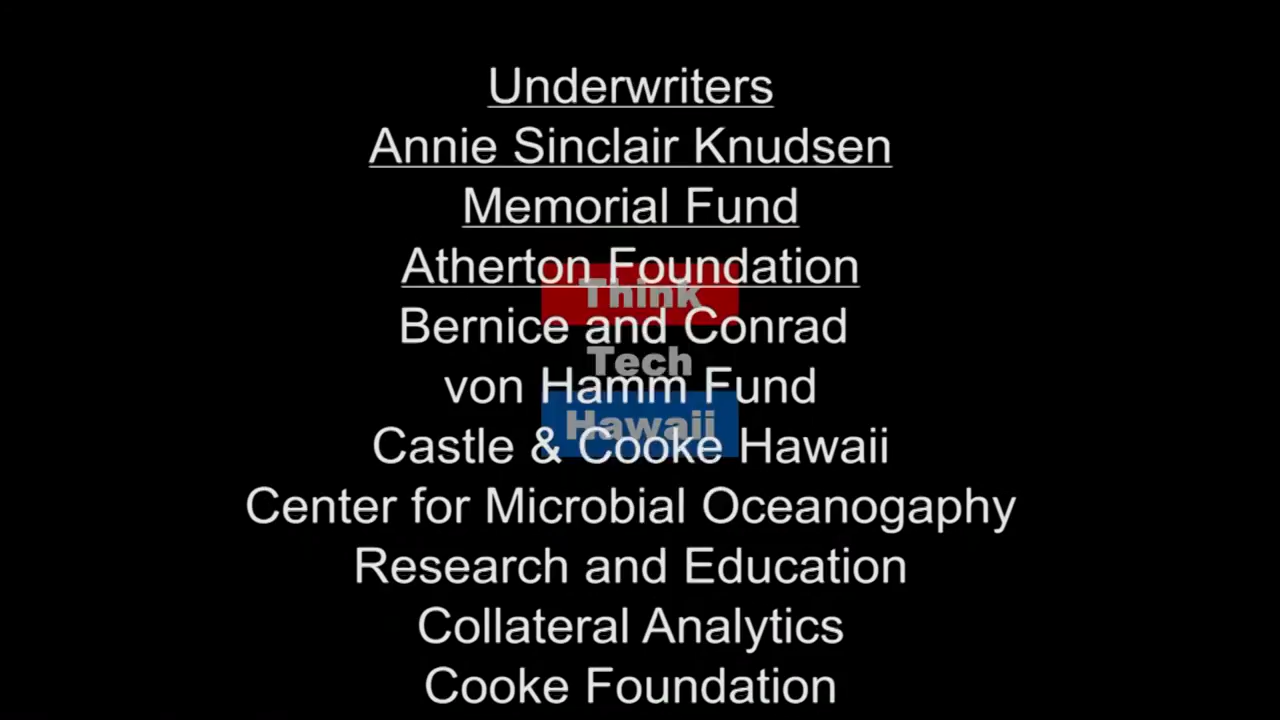 Underwriters
Annie Sinclair Knudsen
Memorial Fund
Atherton Foundation
Think
Bernice and Conrad
Tech
von Hamm Fund
Hawaii
Castle & Cooke Hawaii
Center for Microbial Oceanogaphy
Research and Education
Collateral Analytics
Cooke Foundation